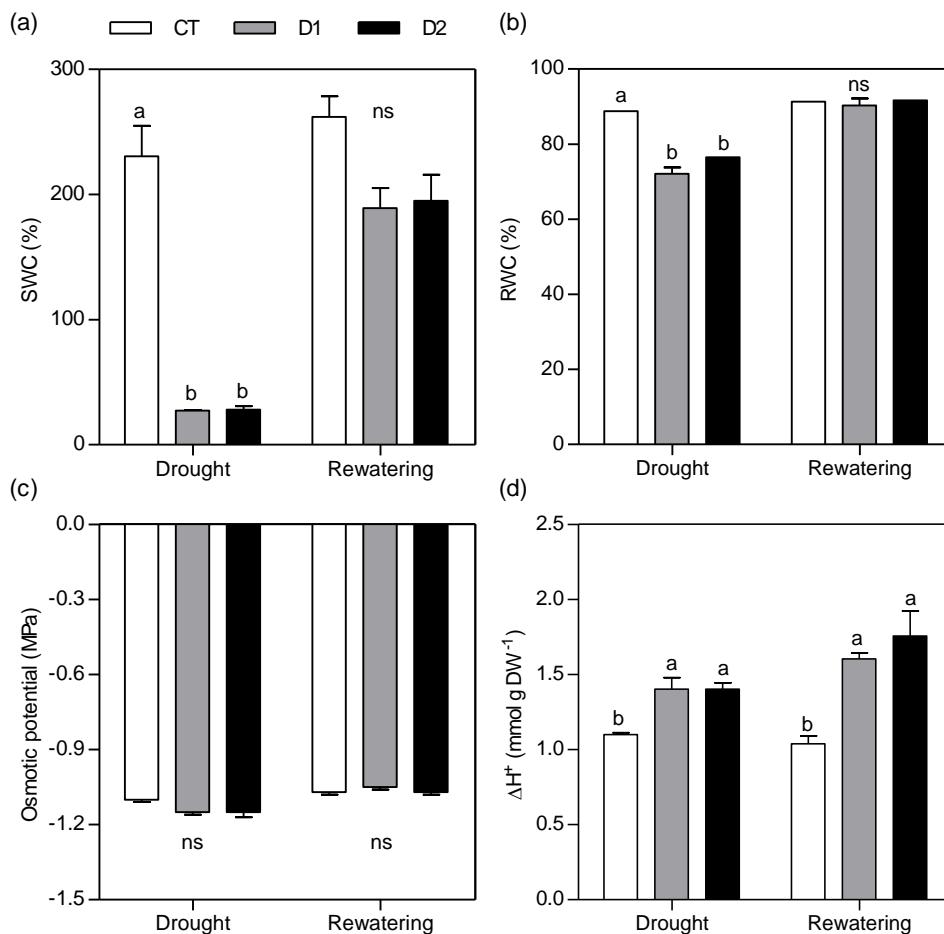 (a) CT D1 D2 (b)
300
200
100
0
SWC (%)
a
b b
ns
Drought Rewatering
100
80
60
40
20
0
RWC (%)
a
b b
ns
Drought Rewatering
(c)
0.0
-0.3
-0.6
-0.9
-1.2
-1.5
Osmotic potential (MPa)
ns ns
Drought Rewatering
(d)
2.5
2.0
1.5
1.0
0.5
0.0
ΔH⁺ (mmol g DW⁻¹)
b a a
b a a
Drought Rewatering